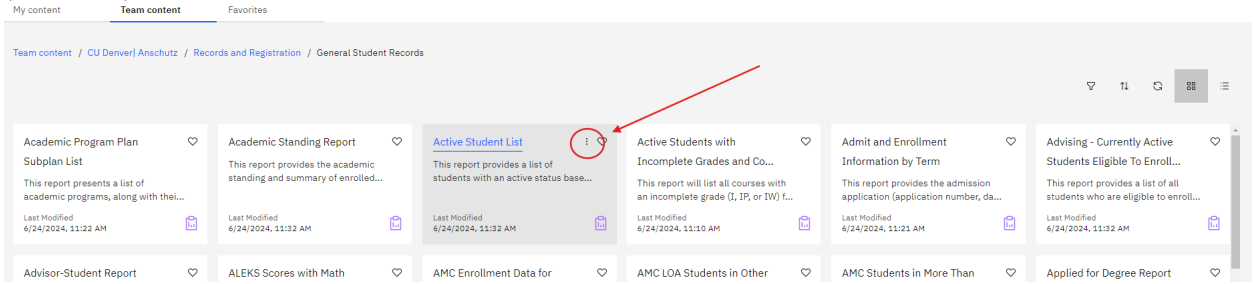 My content Team content Favorites
Team content / CU Denver| Anschutz / Records and Registration / General Student Records
Academic Program Plan
Subplan List
This report presents a list of
academic programs, along with thei...
Last Modified
6/24/2024, 11:22 AM
Academic Standing Report
This report provides the academic
standing and summary of enrolled...
Last Modified
6/24/2024, 11:32 AM
Active Student List
This report provides a list of
students with an active status base...
Last Modified
6/24/2024, 11:32 AM
Active Students with
Incomplete Grades and Co...
This report will list all courses with
an incomplete grade (I, IP, or IW) f...
Last Modified
6/24/2024, 11:10 AM
Admit and Enrollment
Information by Term
This report provides the admission
application (application number, da...
Last Modified
6/24/2024, 11:21 AM
Advising - Currently Active
Students Eligible To Enroll...
This report provides a list of all
students who are eligible to enroll...
Last Modified
6/24/2024, 11:32 AM
Advisor-Student Report
ALEKS Scores with Math
AMC Enrollment Data for
AMC LOA Students in Other
AMC Students in More Than
Applied for Degree Report